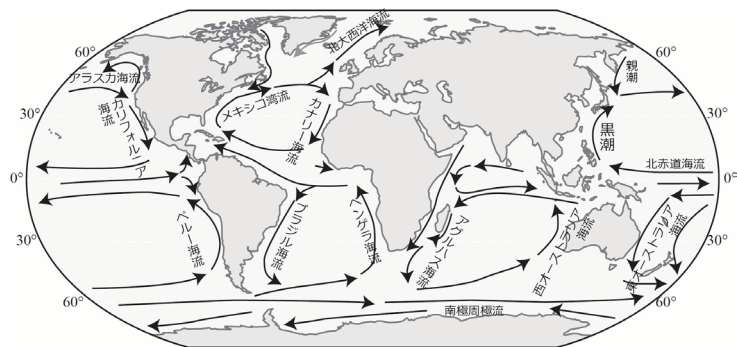 北大西洋海流
60°
60°
アラスカ海流
親潮
メキシコ湾流
カナリー海流
カリフォルニア
海流
30°
30°
黒潮
北赤道海流
0°
0°
ペルー海流
ブラジル海流
ベンゲラ海流
アグルハス海流
西オーストラリア
海流
東オーストラリア
海流
30°
30°
60°
60°
南極周極流